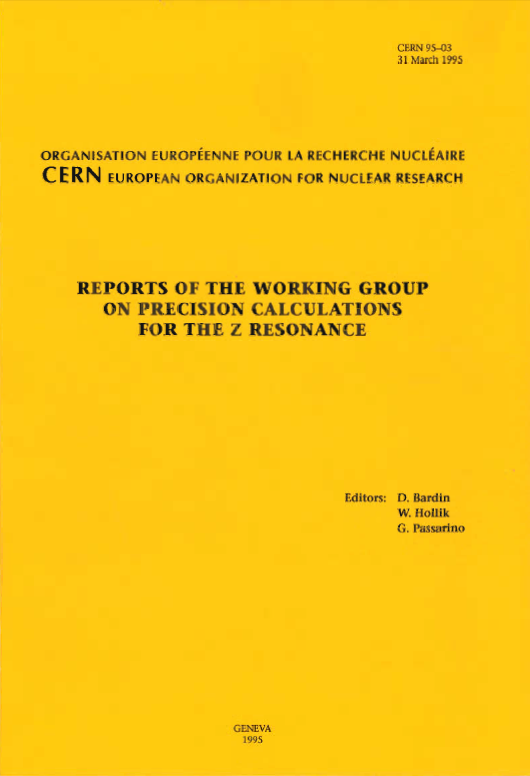 CERN 95–03
31 March 1995
ORGANISATION EUROPÉENNE POUR LA RECHERCHE NUCLÉAIRE
CERN EUROPEAN ORGANIZATION FOR NUCLEAR RESEARCH
REPORTS OF THE WORKING GROUP
ON PRECISION CALCULATIONS
FOR THE Z RESONANCE
Editors: D. Bardin
W. Hollik
G. Passarino
GENEVA
1995